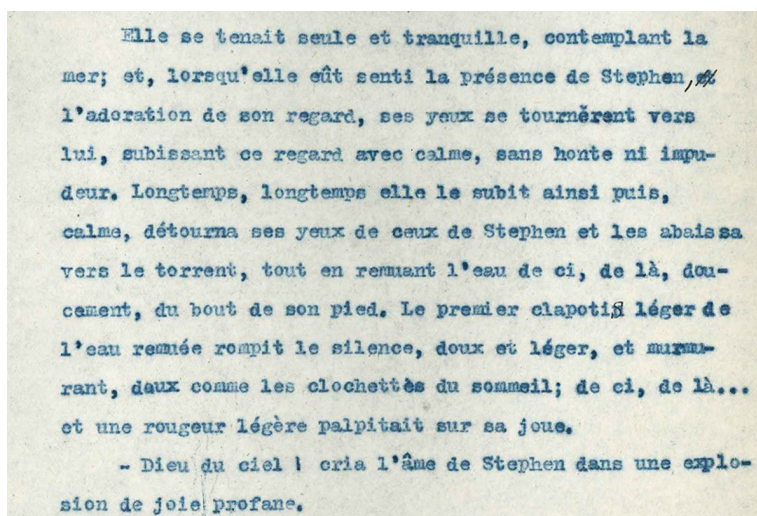 Elle se tenait seule et tranquille, contemplant la
mer; et, lorsqu'elle eût senti la présence de Stephen, et
l'adoration de son regard, ses yeux se tournèrent vers
lui, subissant ce regard avec calme, sans honte ni impu-
deur. Longtemps, longtemps elle le subit ainsi puis,
calme, détourna ses yeux de ceux de Stephen et les abaissa
vers le torrent, tout en remuant l'eau de ci, de là, dou-
cement, du bout de son pied. Le premier clapotis léger de
l'eau remuée rompit le silence, doux et léger, et murmu-
rant, doux comme les clochettes du sommeil; de ci, de là...
et une rougeur légère palpitait sur sa joue.
- Dieu du ciel ! cria l'âme de Stephen dans une explo-
sion de joie profane.